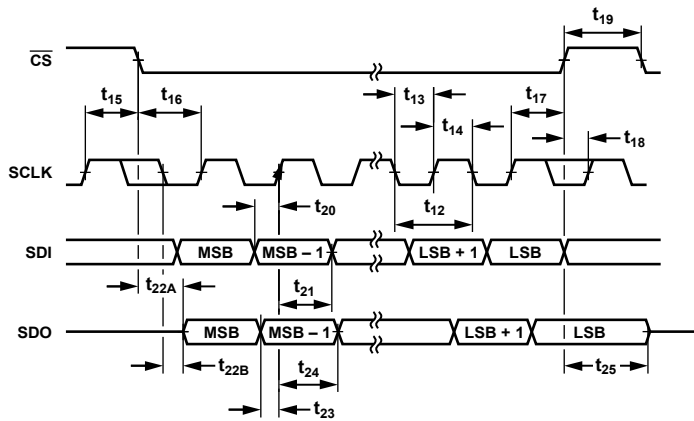 t19
CS
t15
t16
t13
t17
t14
t18
SCLK
t20
t12
SDI
MSB
MSB – 1
LSB + 1
LSB
t22A
t21
SDO
MSB
MSB – 1
LSB + 1
LSB
t22B
t24
t25
t23